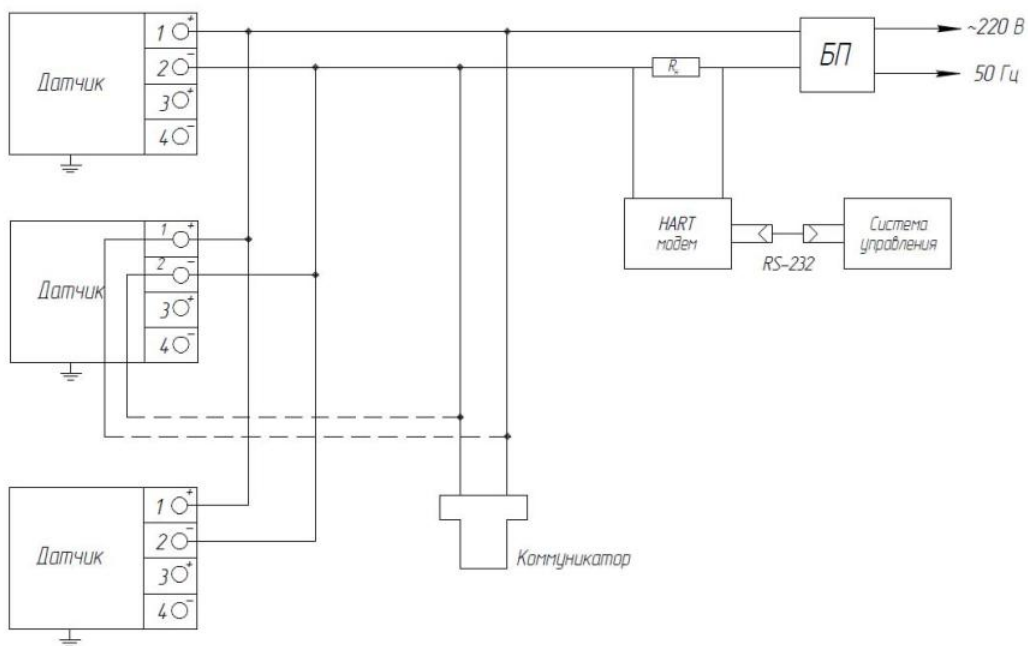 Датчик
1 +
2 -
3 +
4 -
Rн
БП
~220 В
50 Гц
Датчик
1 +
2 -
3 +
4 -
HART
модем
RS-232
Система
управления
Датчик
1 +
2 -
3 +
4 -
Коммуникатор